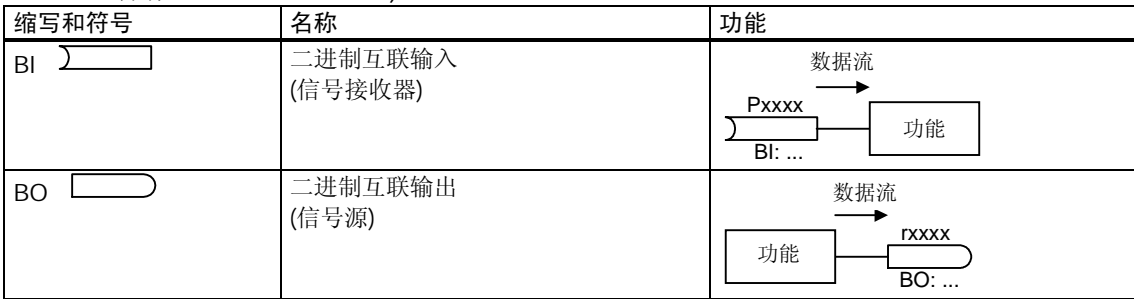 缩写和符号 名称 功能
BI 二进制互联输入
(信号接收器)
数据流
Pxxxx
功能
BI: ...
BO 二进制互联输出
(信号源)
数据流
rxxxx
功能
BO: ...